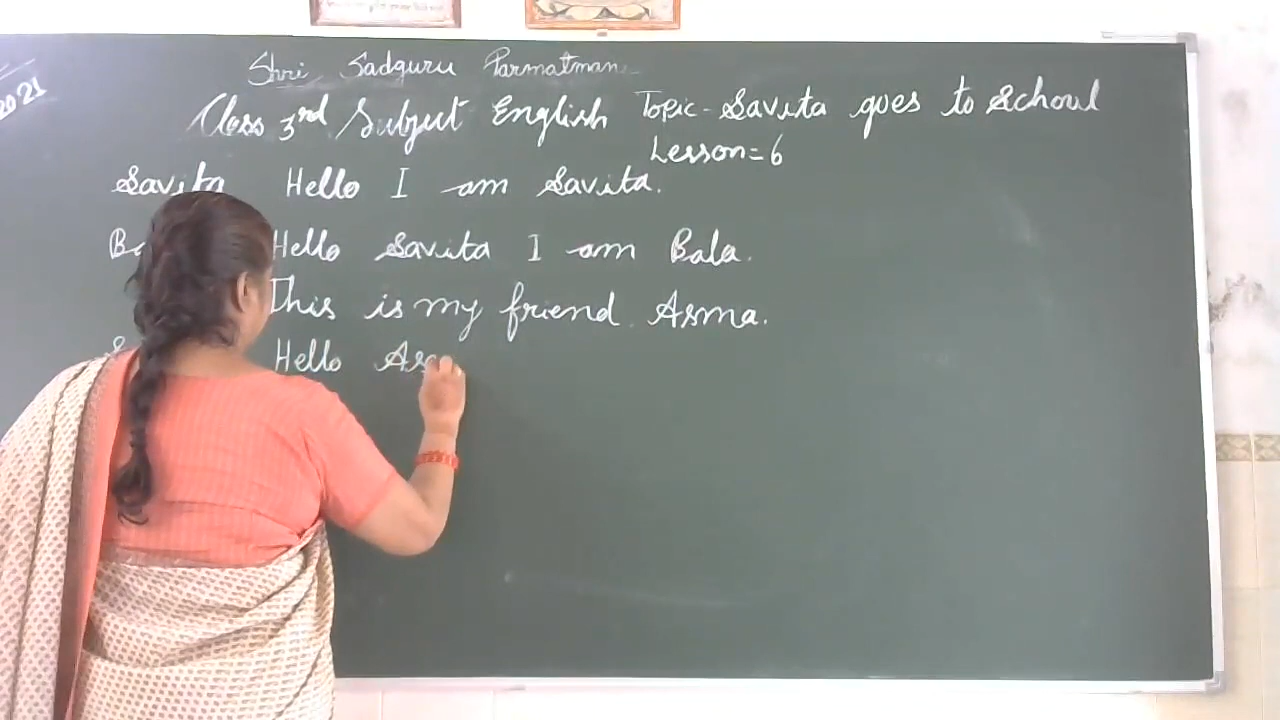 2021
Shri Sadguru Parmatman
Class 3rd Subject English Topic - Savita goes to School
Lesson = 6
Savita Hello I am Savita.
Hello Savita I am Bala.
This is my friend Asma.
Hello